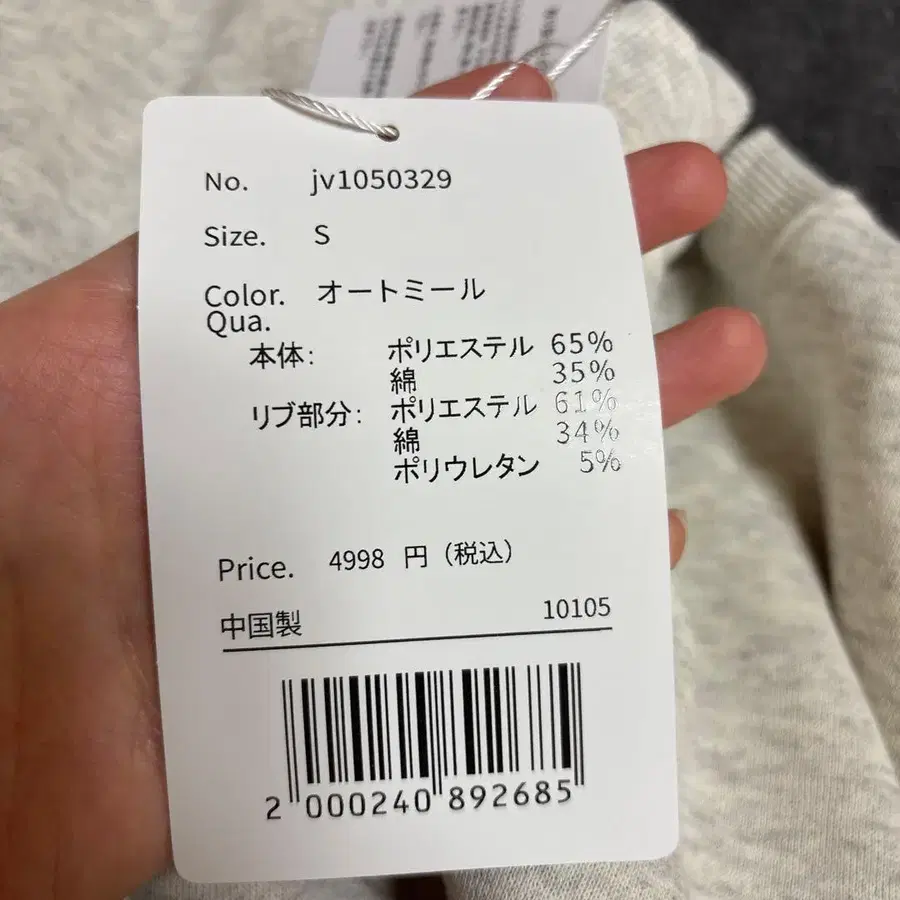 No. jv1050329
Size. S
Color. オートミール
Qua.
本体: ポリエステル 65%
綿 35%
リブ部分: ポリエステル 61%
綿 34%
ポリウレタン 5%
Price. 4998 円（税込）
中国製 10105
2 000240 892685